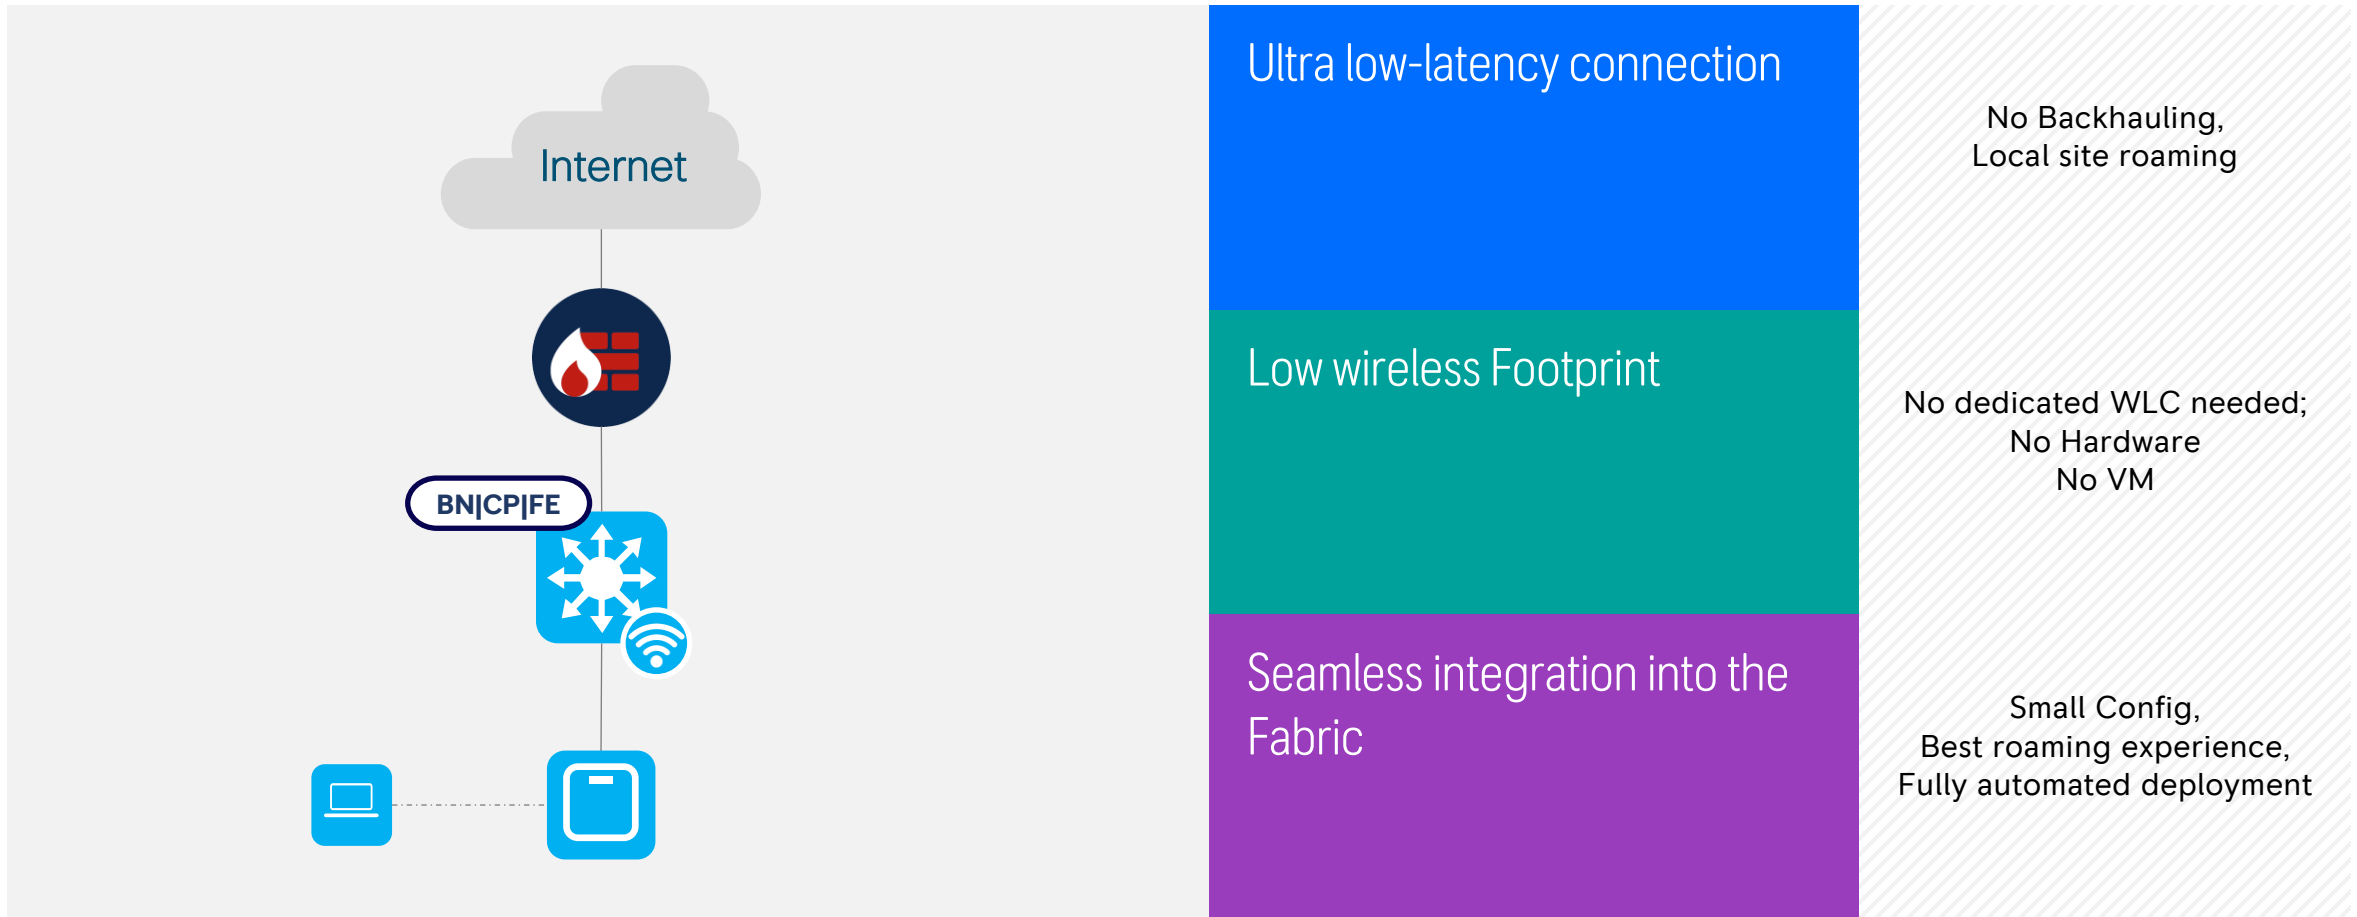 Internet
BN|CP|FE
Ultra low-latency connection
No Backhauling,
Local site roaming
Low wireless Footprint
No dedicated WLC needed;
No Hardware
No VM
Seamless integration into the
Fabric
Small Config,
Best roaming experience,
Fully automated deployment